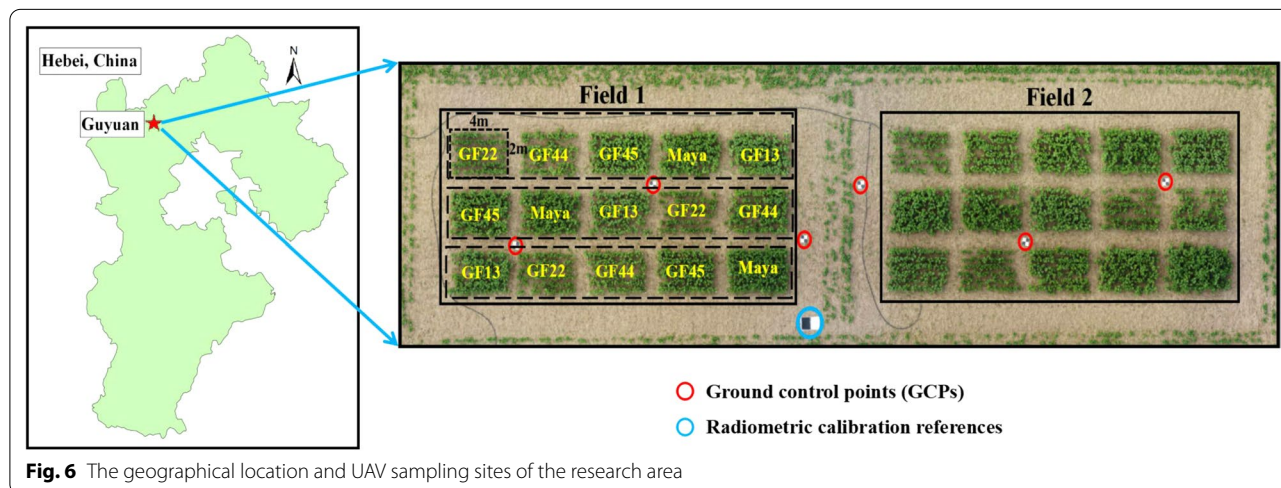 Hebei, China
N
Guyuan
Field 1
Field 2
4m
2m
GF22 GF44 GF45 Maya GF13
GF45 Maya GF13 GF22 GF44
GF13 GF22 GF44 GF45 Maya
Ground control points (GCPs)
Radiometric calibration references
Fig. 6 The geographical location and UAV sampling sites of the research area